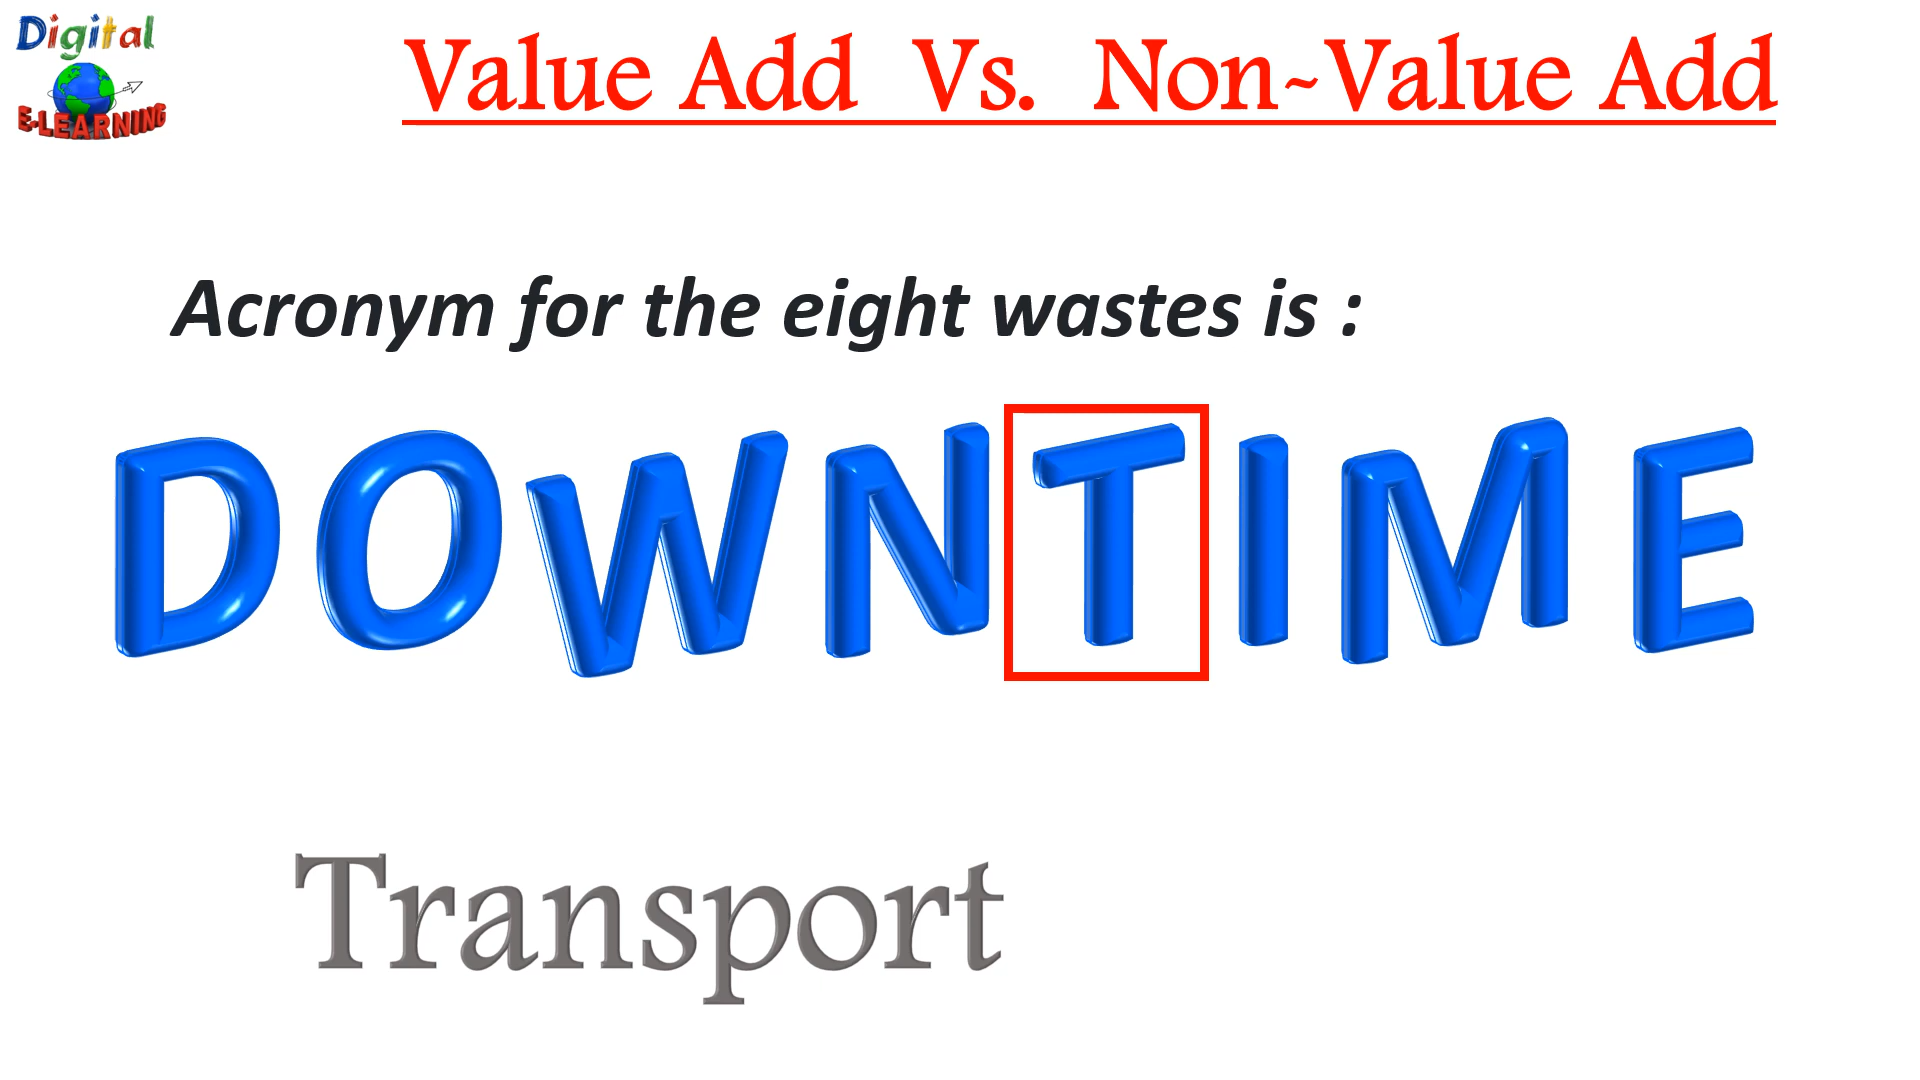 Digital
E-LEARNING
Value Add Vs. Non-Value Add
Acronym for the eight wastes is :
DOWNTIME
Transport